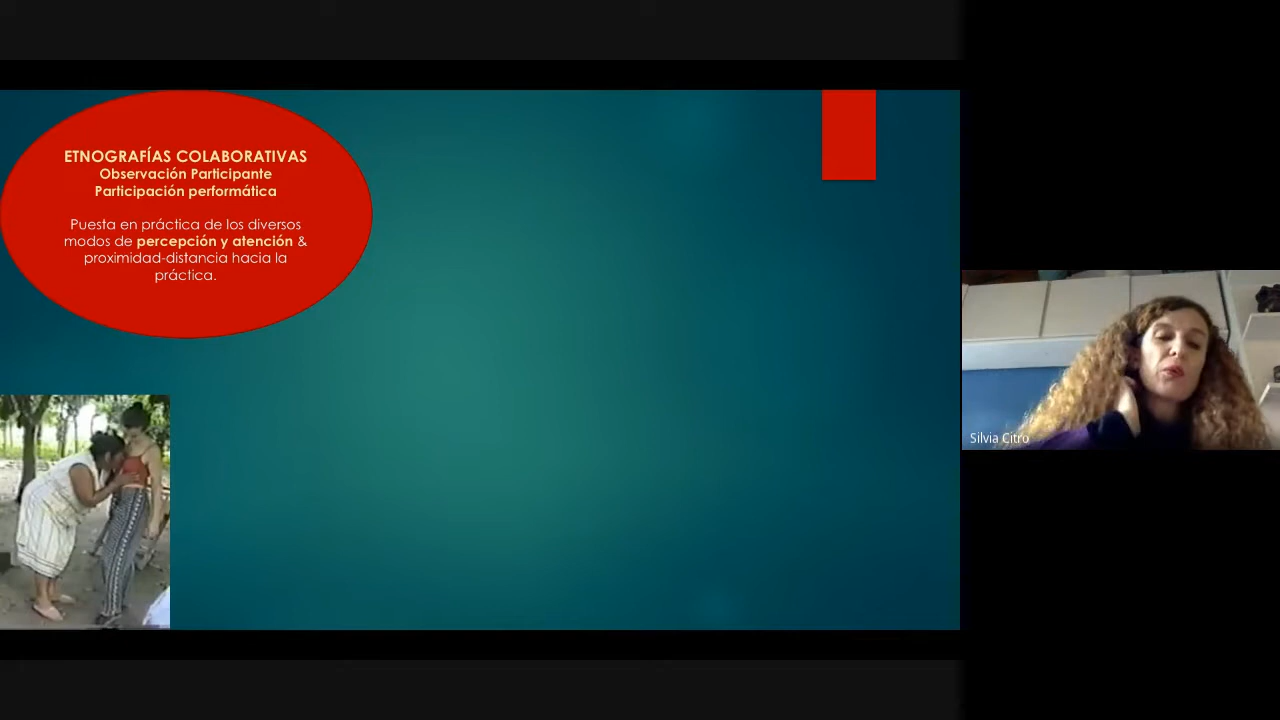 ETNOGRAFÍAS COLABORATIVAS
Observación Participante
Participación performática
Puesta en práctica de los diversos
modos de percepción y atención &
proximidad-distancia hacia la
práctica.
Silvia Citro